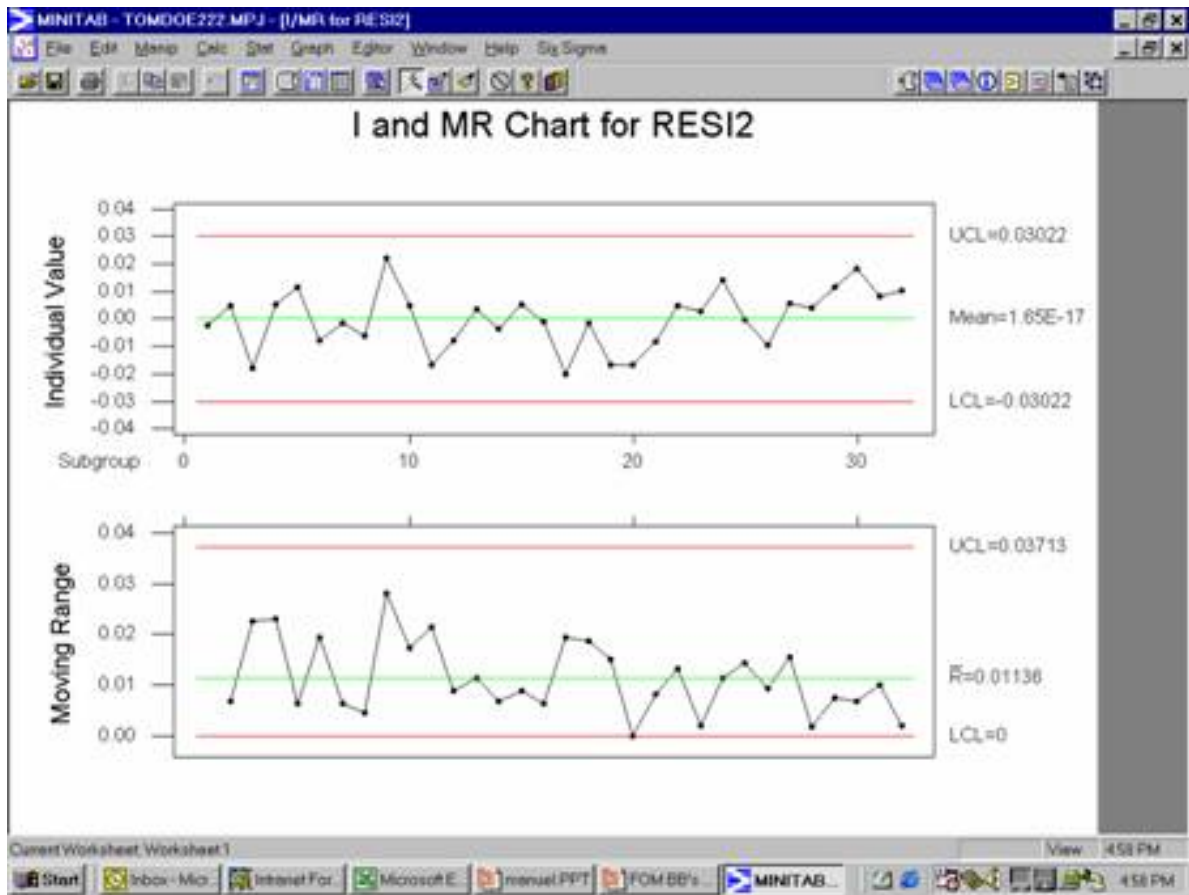 MINITAB - TOMDOE222.MPJ - [I/MR for RESI2]
File Edit Manip Calc Stat Graph Editor Window Help Six Sigma
I and MR Chart for RESI2
Individual Value
0.04
0.03
0.02
0.01
0.00
-0.01
-0.02
-0.03
-0.04
UCL=0.03022
Mean=1.65E-17
LCL=-0.03022
Subgroup 0 10 20 30
Moving Range
0.04
0.03
0.02
0.01
0.00
UCL=0.03713
R̅=0.01136
LCL=0
Current Worksheet: Worksheet 1 View 4:58 PM
Start Inbox - Micr... Intranet For... Microsoft E... manuel.PPT FOM BB's... MINITAB... 4:58 PM